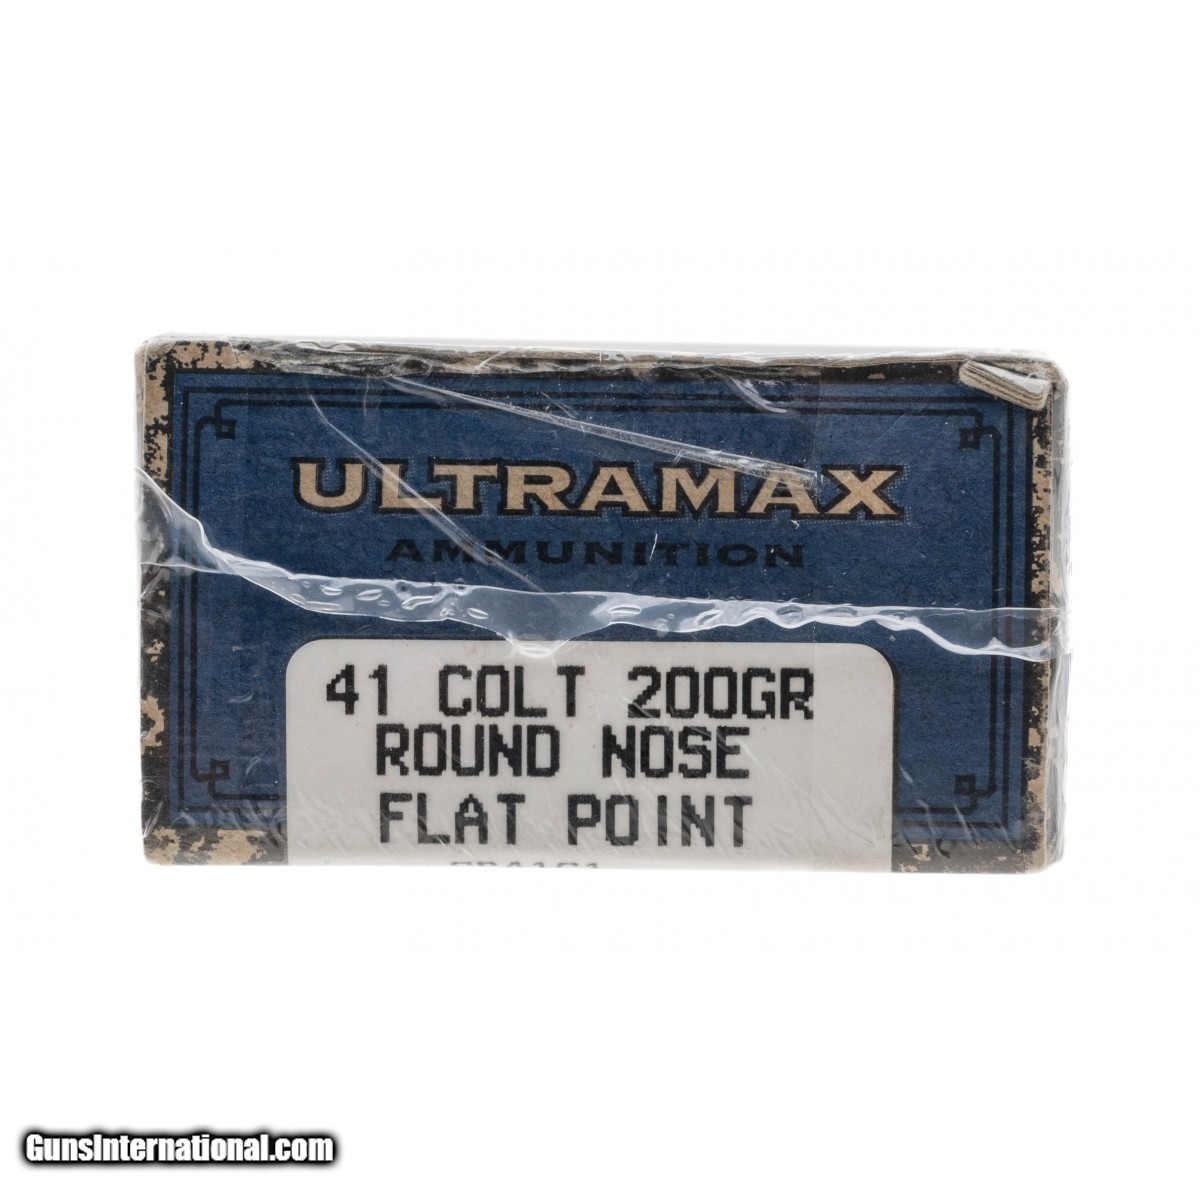 ULTRAMAX
AMMUNITION
41 COLT 200GR
ROUND NOSE
FLAT POINT
GunsInternational.com